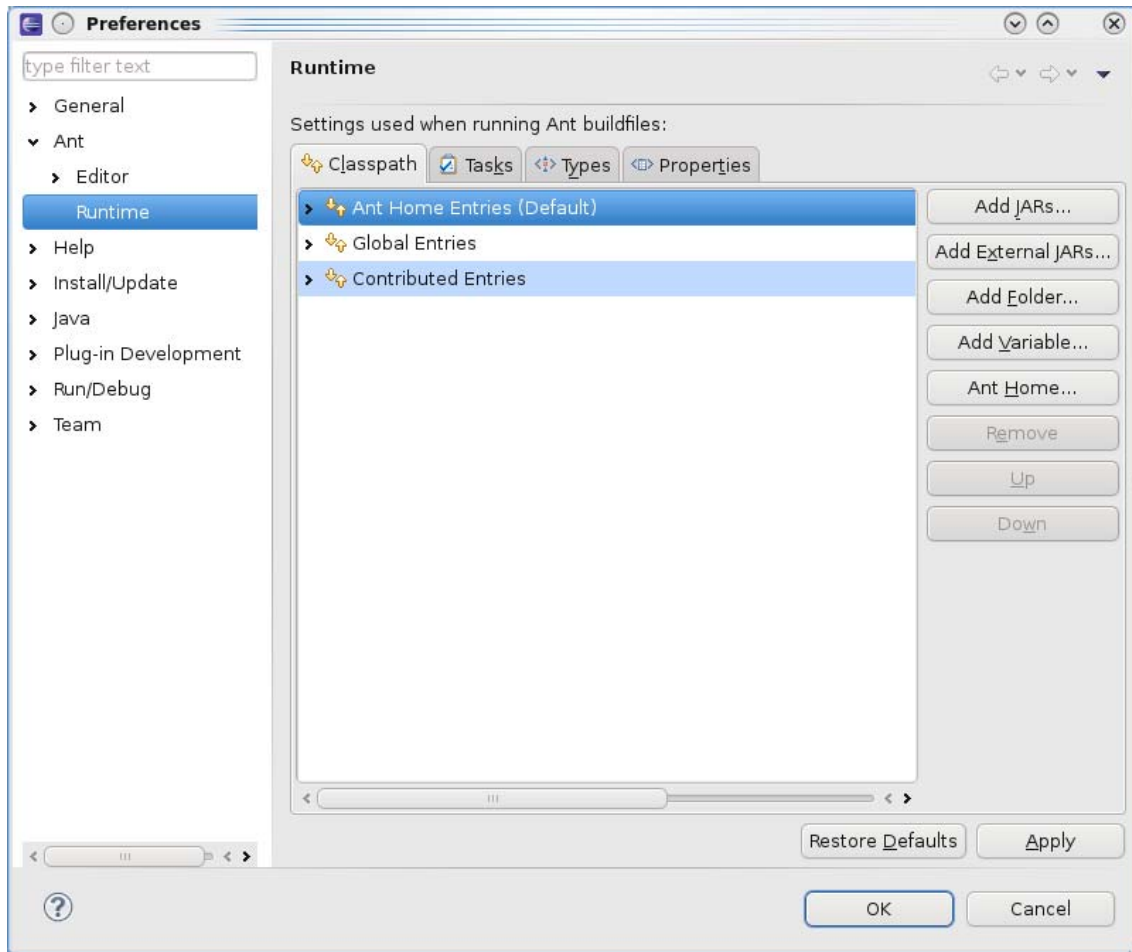 Preferences
type filter text
General
Ant
Editor
Runtime
Help
Install/Update
Java
Plug-in Development
Run/Debug
Team
Runtime
Settings used when running Ant buildfiles:
Classpath Tasks Types Properties
Ant Home Entries (Default)
Global Entries
Contributed Entries
Add JARs...
Add External JARs...
Add Folder...
Add Variable...
Ant Home...
Remove
Up
Down
Restore Defaults Apply
? OK Cancel